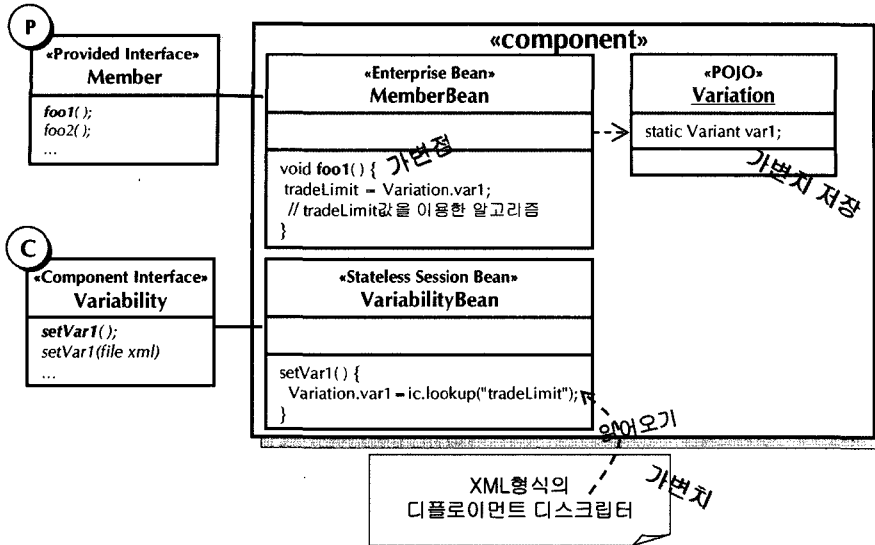 P
«Provided Interface»
Member
foo1();
foo2();
...
«component»
«Enterprise Bean»
MemberBean
void foo1() {
tradeLimit = Variation.var1;
// tradeLimit값을 이용한 알고리즘
}
가변점
«POJO»
Variation
static Variant var1;
가변치 저장
C
«Component Interface»
Variability
setVar1();
setVar1(file xml)
...
«Stateless Session Bean»
VariabilityBean
setVar1() {
Variation.var1=ic.lookup("tradeLimit");
}
읽어오기
가변치
XML형식의
디플로이먼트 디스크립터